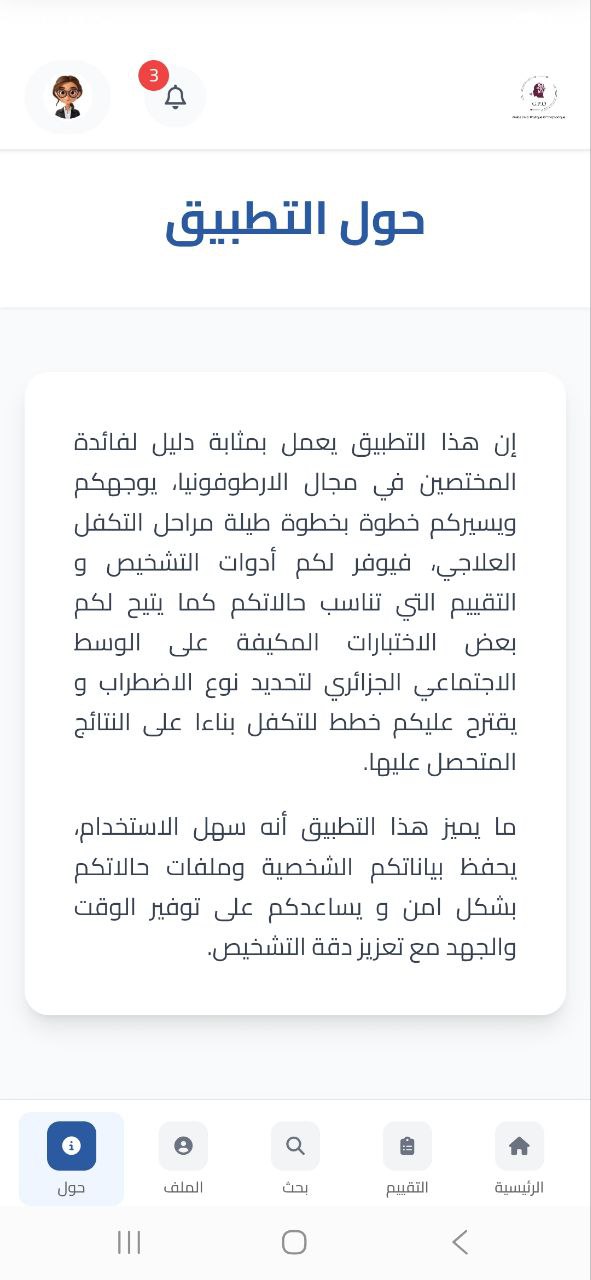 3
G.P.O
حول التطبيق
إن هذا التطبيق يعمل بمثابة دليل لفائدة
المختصين في مجال الارطوفونيا، يوجهكم
ويسيركم خطوة بخطوة طيلة مراحل التكفل
العلاجي، فيوفر لكم أدوات التشخيص و
التقييم التي تناسب حالاتكم كما يتيح لكم
بعض الاختبارات المكيفة على الوسط
الاجتماعي الجزائري لتحديد نوع الاضطراب و
يقترح عليكم خطط للتكفل بناءا على النتائج
المتحصل عليها.
ما يميز هذا التطبيق أنه سهل الاستخدام،
يحفظ بياناتكم الشخصية وملفات حالاتكم
بشكل امن و يساعدكم على توفير الوقت
والجهد مع تعزيز دقة التشخيص.
الرئيسية
التقييم
بحث
الملف
حول